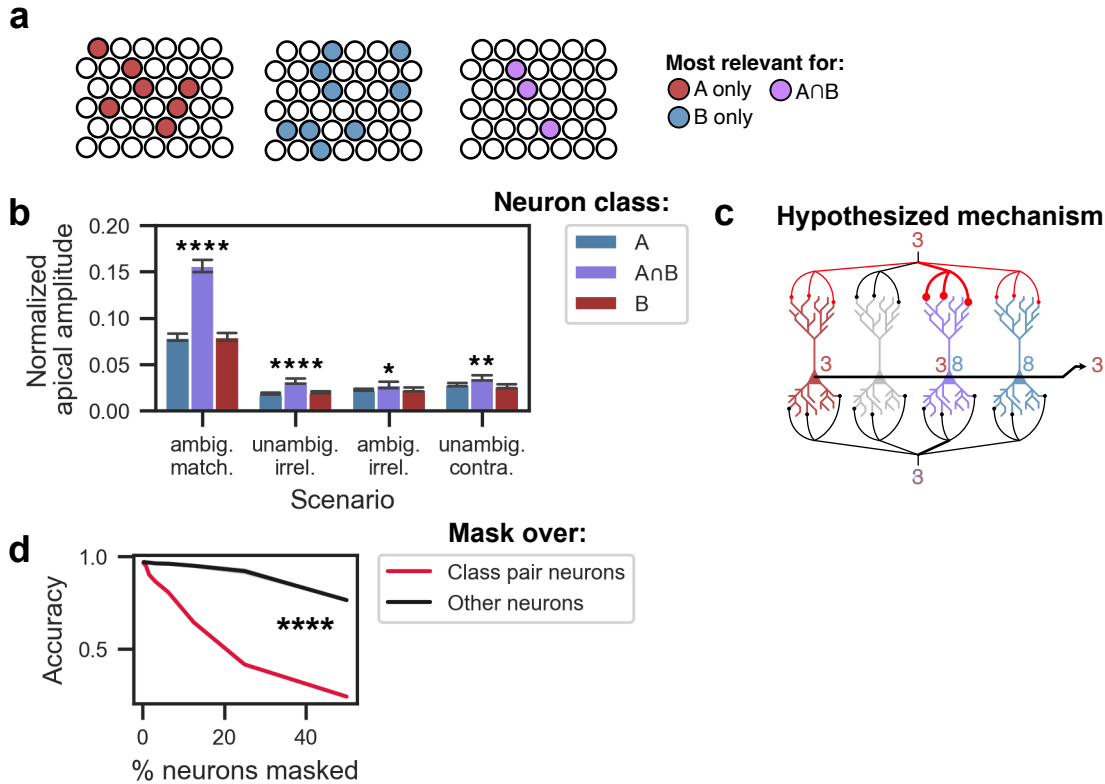 a
Most relevant for:
A only
A∩B
B only
b
Neuron class:
A
A∩B
B
Normalized
apical amplitude
0.20
0.15
0.10
0.05
0.00
****
****
*
**
ambig.
match.
unambig.
irrel.
ambig.
irrel.
unambig.
contra.
Scenario
c
Hypothesized mechanism
3
3
3 8
8
3
3
d
Mask over:
Class pair neurons
Other neurons
Accuracy
1.0
0.5
****
0
20
40
% neurons masked